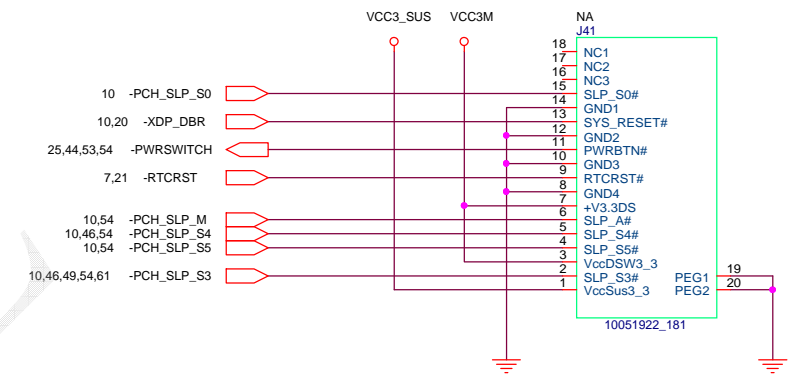 VCC3_SUS VCC3M NA
J41
18 NC1
17 NC2
16 NC3
10 -PCH_SLP_S0 15 SLP_S0#
14 GND1
10,20 -XDP_DBR 13 SYS_RESET#
12 GND2
25,44,53,54 -PWRSWITCH 11 PWRBTN#
10 GND3
7,21 -RTCRST 9 RTCRST#
8 GND4
7 +V3.3DS
10,54 -PCH_SLP_M 6 SLP_A#
10,46,54 -PCH_SLP_S4 5 SLP_S4#
10,54 -PCH_SLP_S5 4 SLP_S5#
3 VccDSW3_3
10,46,49,54,61 -PCH_SLP_S3 2 SLP_S3# PEG1 19
1 VccSus3_3 PEG2 20
10051922_181